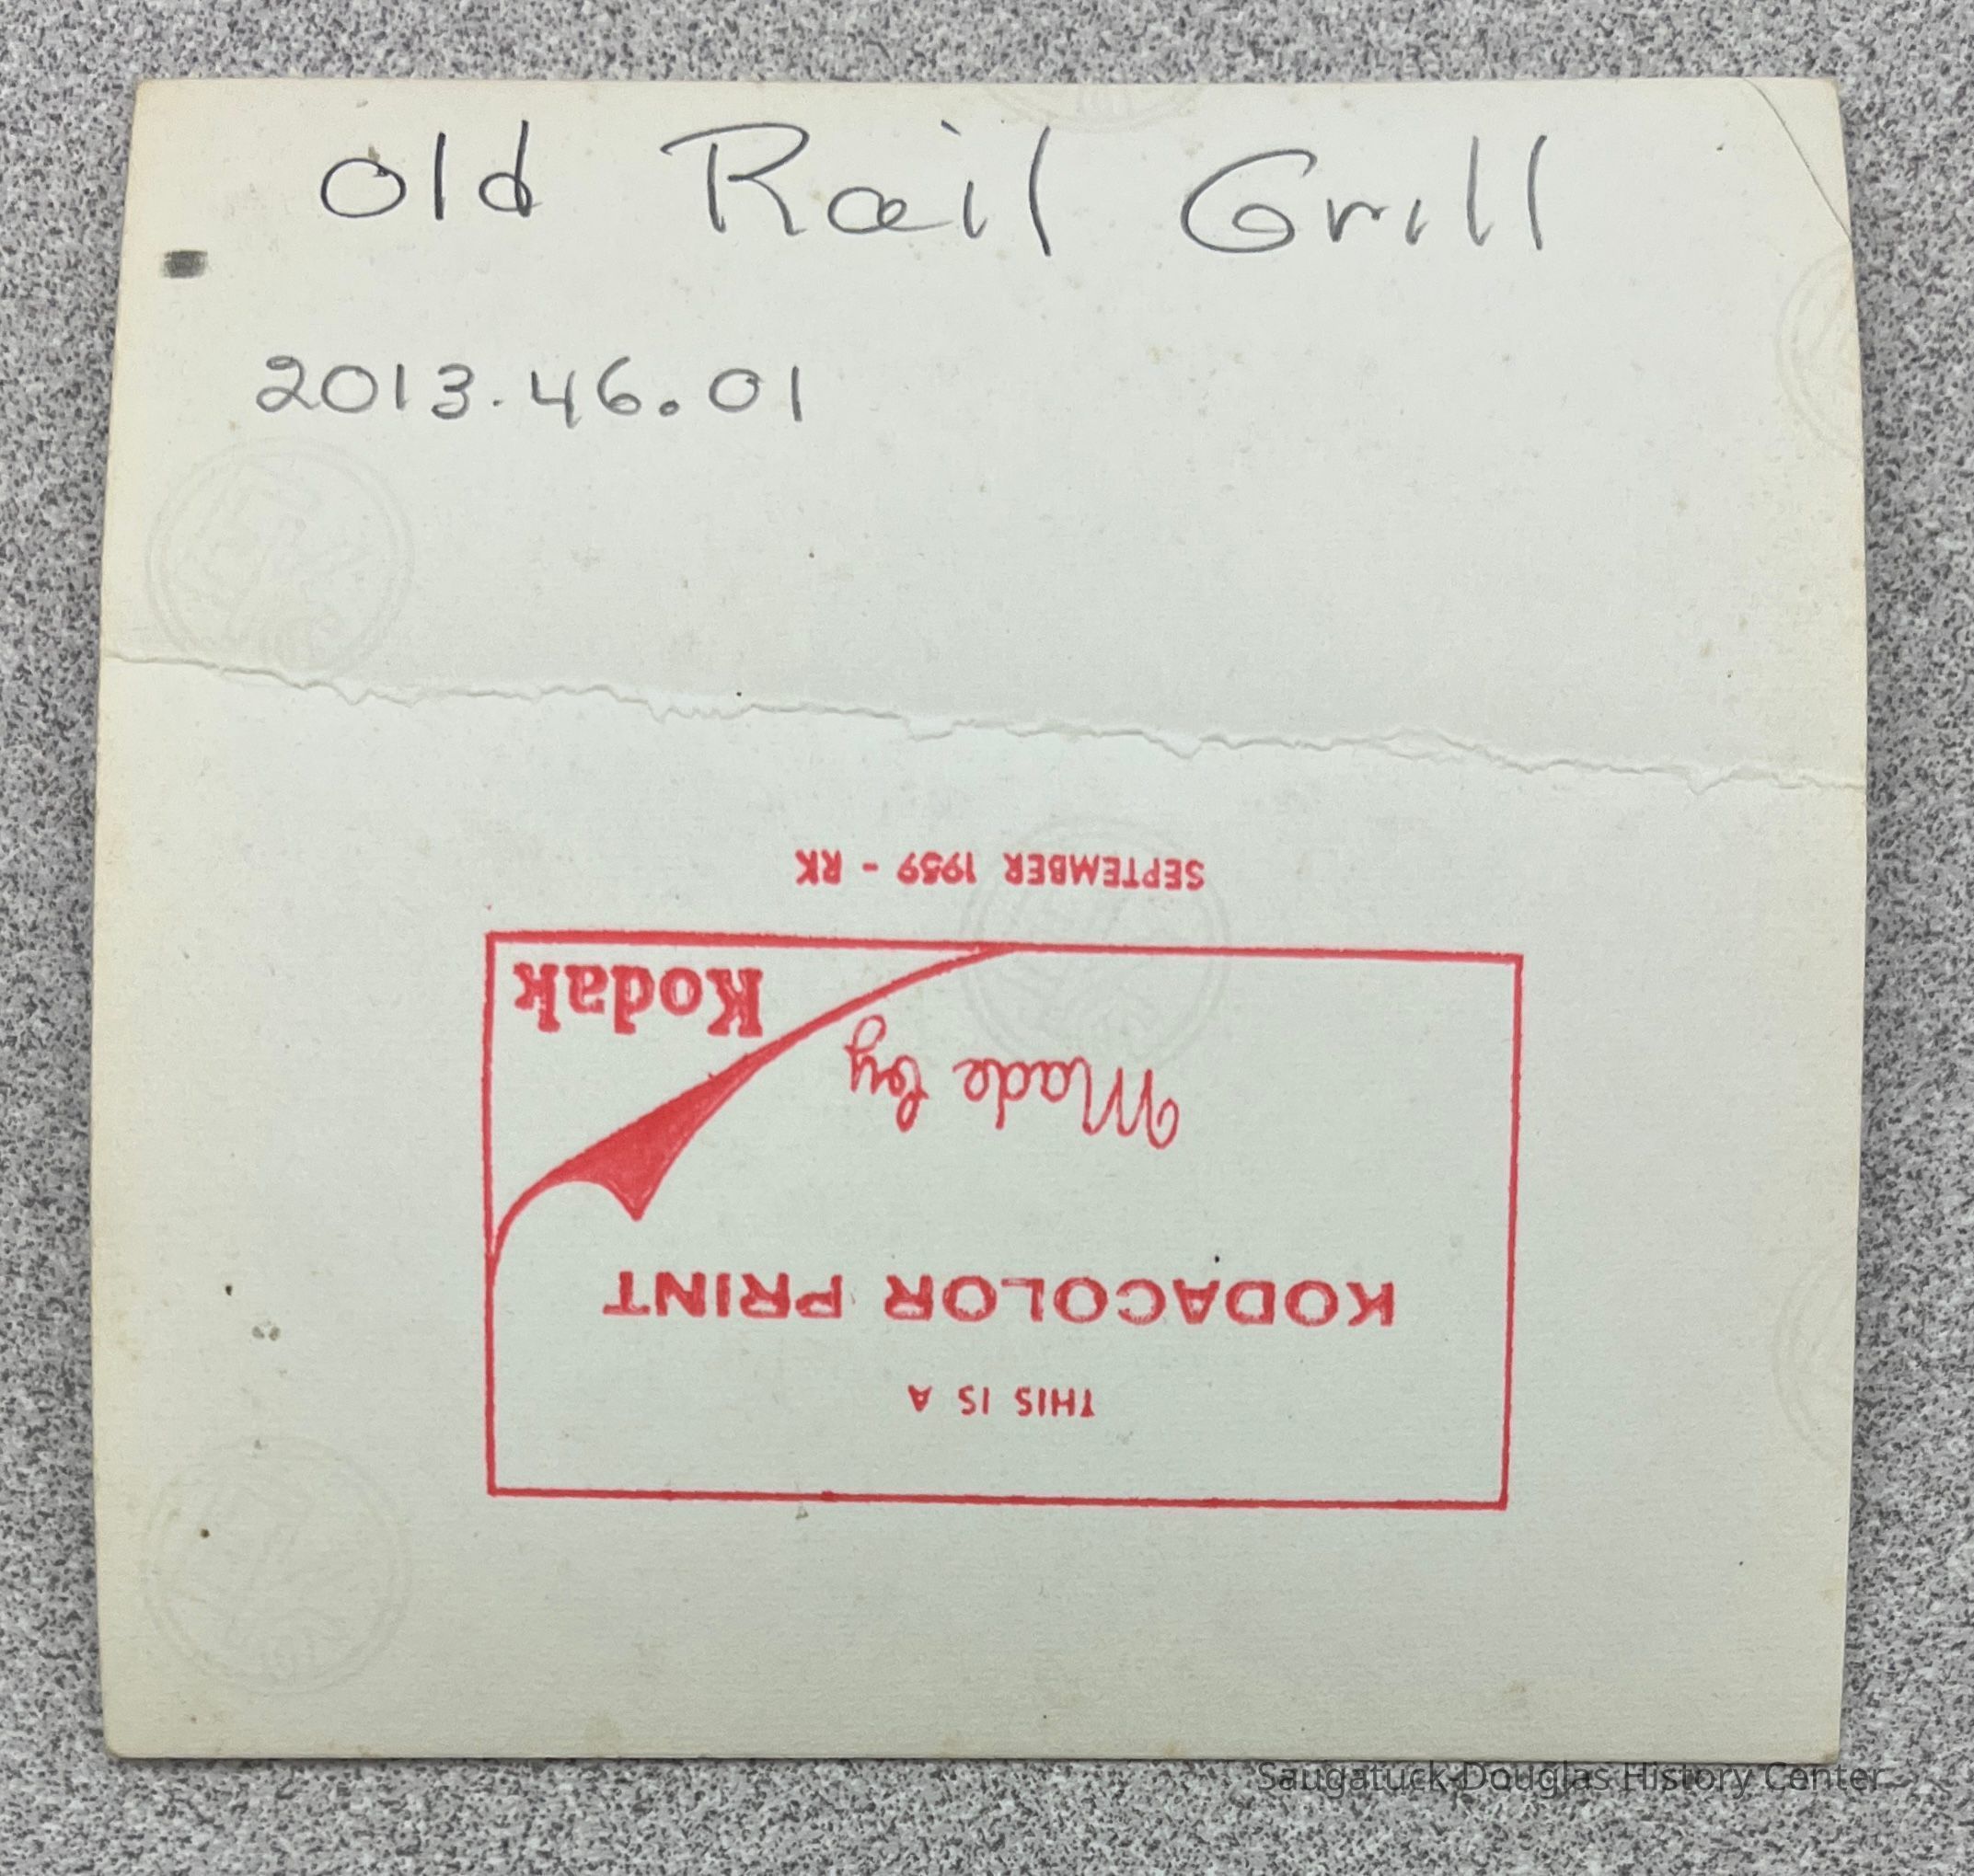 Old Rail Grill
2013.46.01
SEPTEMBER 1959 - RK
THIS IS A
KODACOLOR PRINT
Made by
Kodak
Saugatuck-Douglas History Center